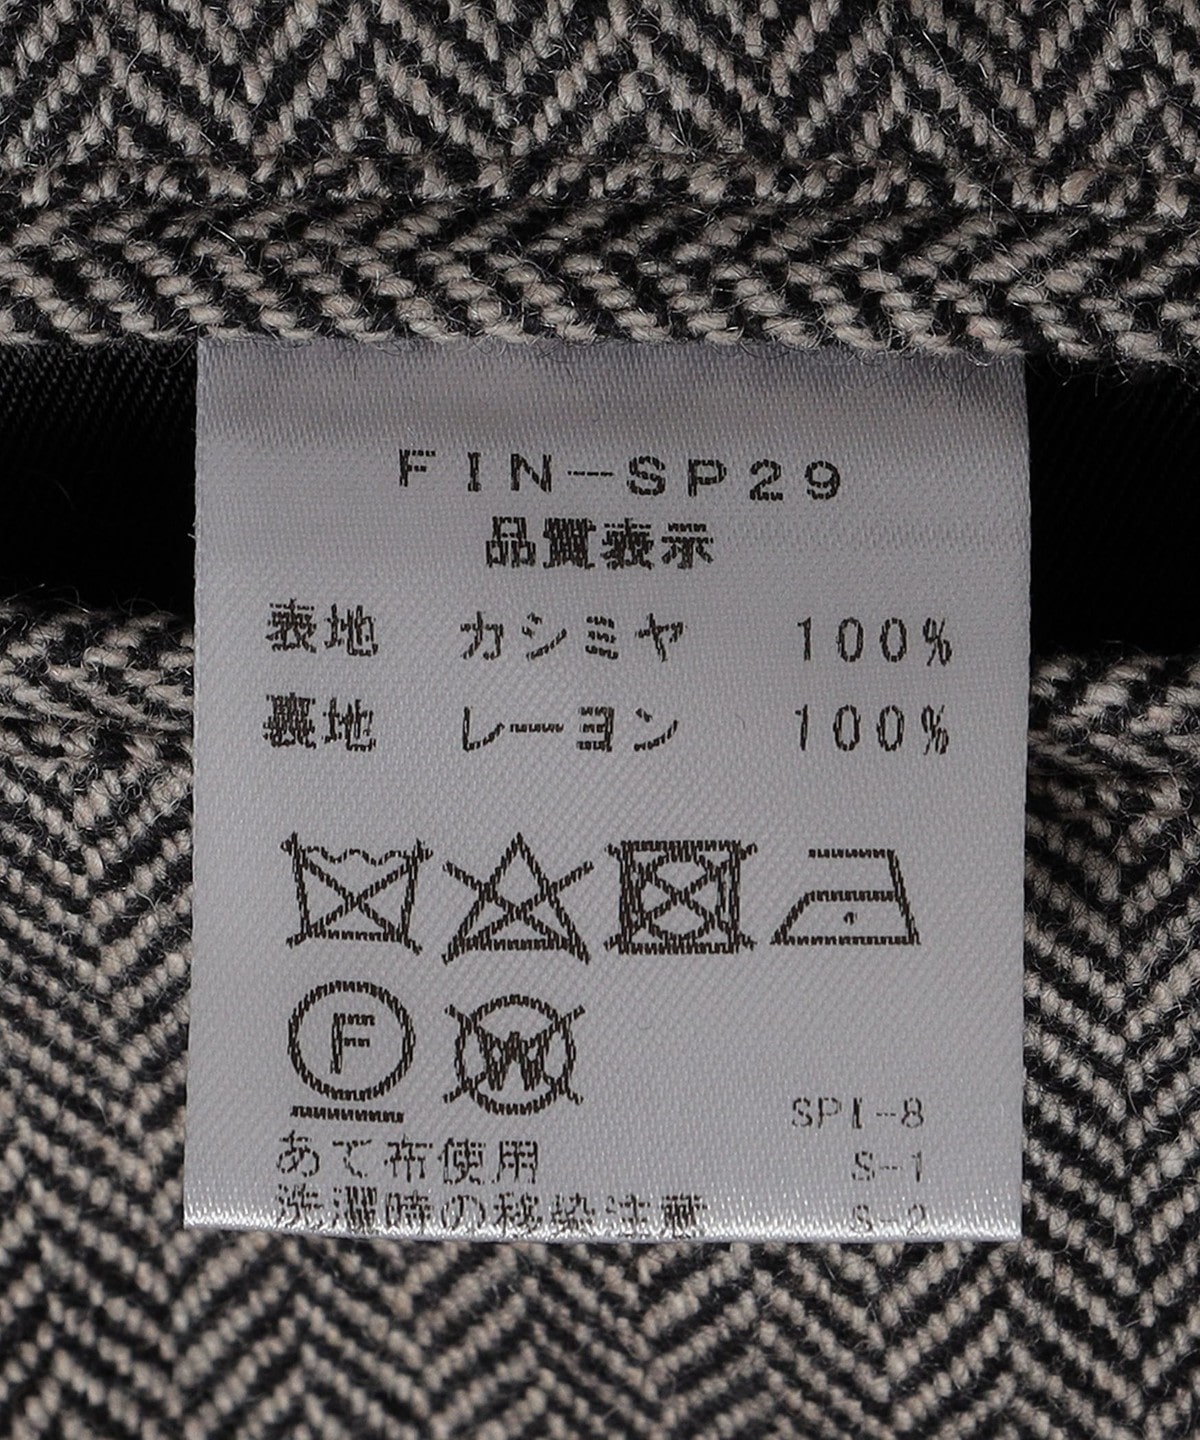 FIN−SP29
品質表示
表地 カシミヤ 100%
裏地 レーヨン 100%
F W
SPI-8
あて布使用 S-1
洗濯時の移染注意 S-2